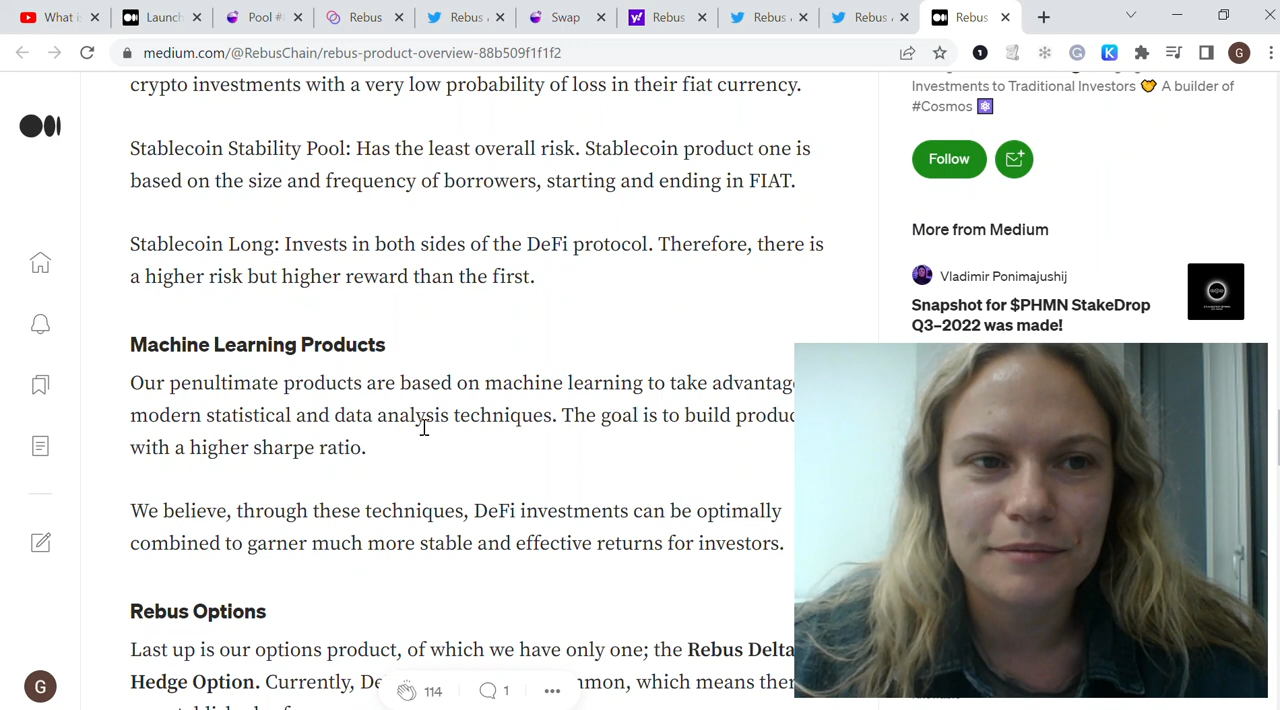 What is
Launch
Pool #
Rebus
Rebus
Swap
Rebus
Rebus
Rebus
Rebus
medium.com/@RebusChain/rebus-product-overview-88b509f1f1f2
crypto investments with a very low probability of loss in their fiat currency.
Stablecoin Stability Pool: Has the least overall risk. Stablecoin product one is
based on the size and frequency of borrowers, starting and ending in FIAT.
Stablecoin Long: Invests in both sides of the DeFi protocol. Therefore, there is
a higher risk but higher reward than the first.
Machine Learning Products
Our penultimate products are based on machine learning to take advantage
modern statistical and data analysis techniques. The goal is to build produc
with a higher sharpe ratio.
We believe, through these techniques, DeFi investments can be optimally
combined to garner much more stable and effective returns for investors.
Rebus Options
Last up is our options product, of which we have only one; the Rebus Delta
Hedge Option. Currently, De mmon, which means ther
114
1
G
Investments to Traditional Investors 🤝 A builder of
#Cosmos ⚛
Follow
More from Medium
Vladimir Ponimajushij
Snapshot for $PHMN StakeDrop
Q3–2022 was made!